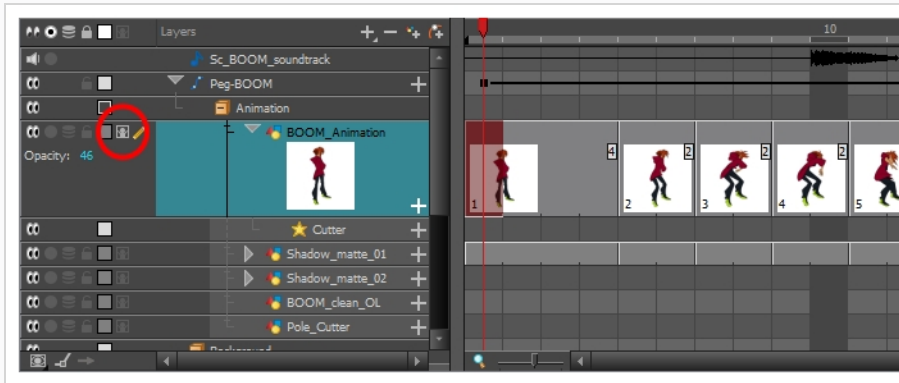 Layers
10
Sc_BOOM_soundtrack
Peg-BOOM
Animation
BOOM_Animation
Opacity: 46
4 2 2 2
1 2 3 4 5
Cutter
Shadow_matte_01
Shadow_matte_02
BOOM_clean_OL
Pole_Cutter
Background